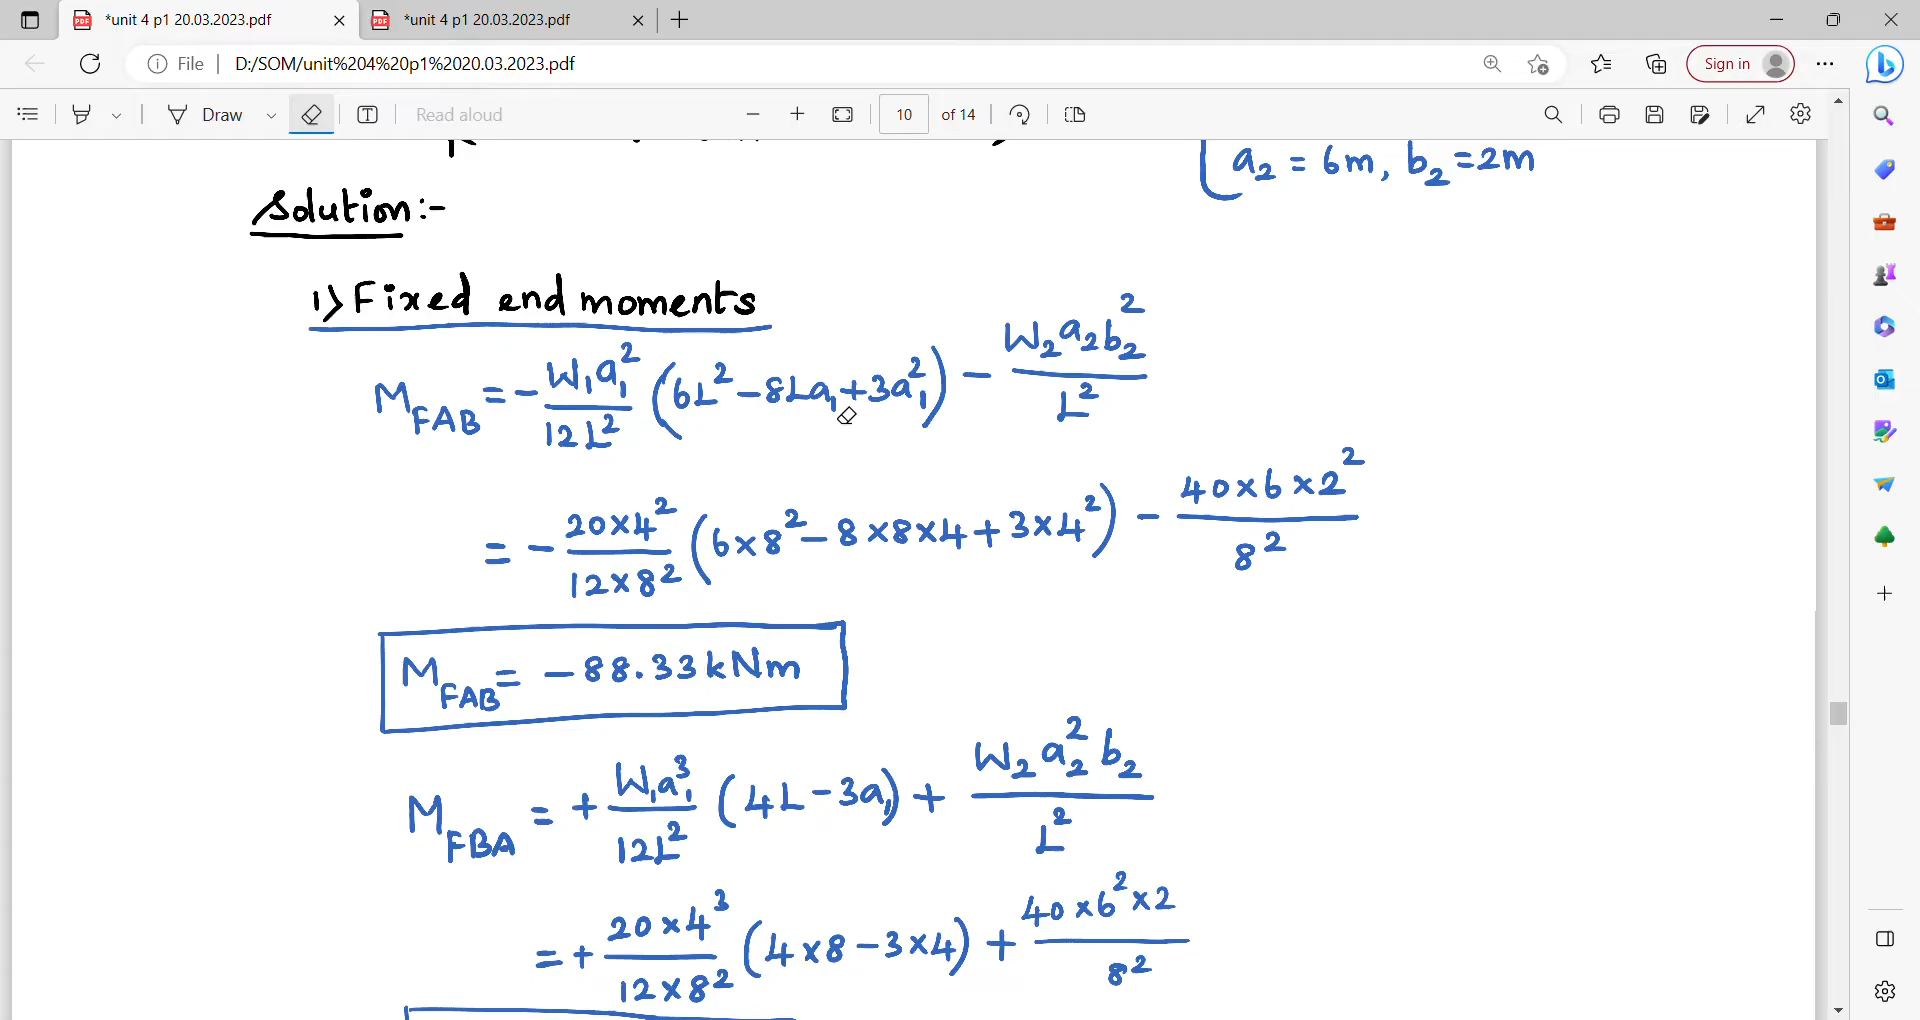 *unit 4 p1 20.03.2023.pdf
*unit 4 p1 20.03.2023.pdf
File | D:/SOM/unit%204%20p1%2020.03.2023.pdf
Sign in
Draw
Read aloud
10 of 14
a₂ = 6m, b₂ = 2m
Solution:-
1) Fixed end moments
M_FAB = - W₁a₁²/12L² (6L² - 8La₁ + 3a₁²) - W₂a₂b₂²/L²
= - 20×4²/12×8² (6×8² - 8×8×4 + 3×4²) - 40×6×2²/8²
M_FAB = -88.33 kNm
M_FBA = + W₁a₁³/12L² (4L - 3a₁) + W₂a₂²b₂/L²
= + 20×4³/12×8² (4×8 - 3×4) + 40×6²×2/8²